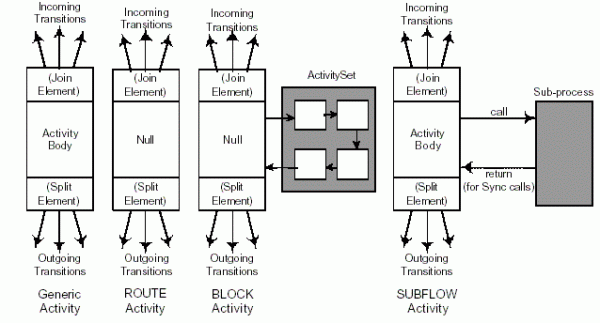 Incoming
Transitions
(Join
Element)
Activity
Body
(Split
Element)
Outgoing
Transitions
Generic
Activity
Incoming
Transitions
(Join
Element)
Null
(Split
Element)
Outgoing
Transitions
ROUTE
Activity
Incoming
Transitions
(Join
Element)
Null
(Split
Element)
Outgoing
Transitions
BLOCK
Activity
ActivitySet
Incoming
Transitions
(Join
Element)
Activity
Body
(Split
Element)
Outgoing
Transitions
SUBFLOW
Activity
Sub-process
call
return
(for Sync calls)